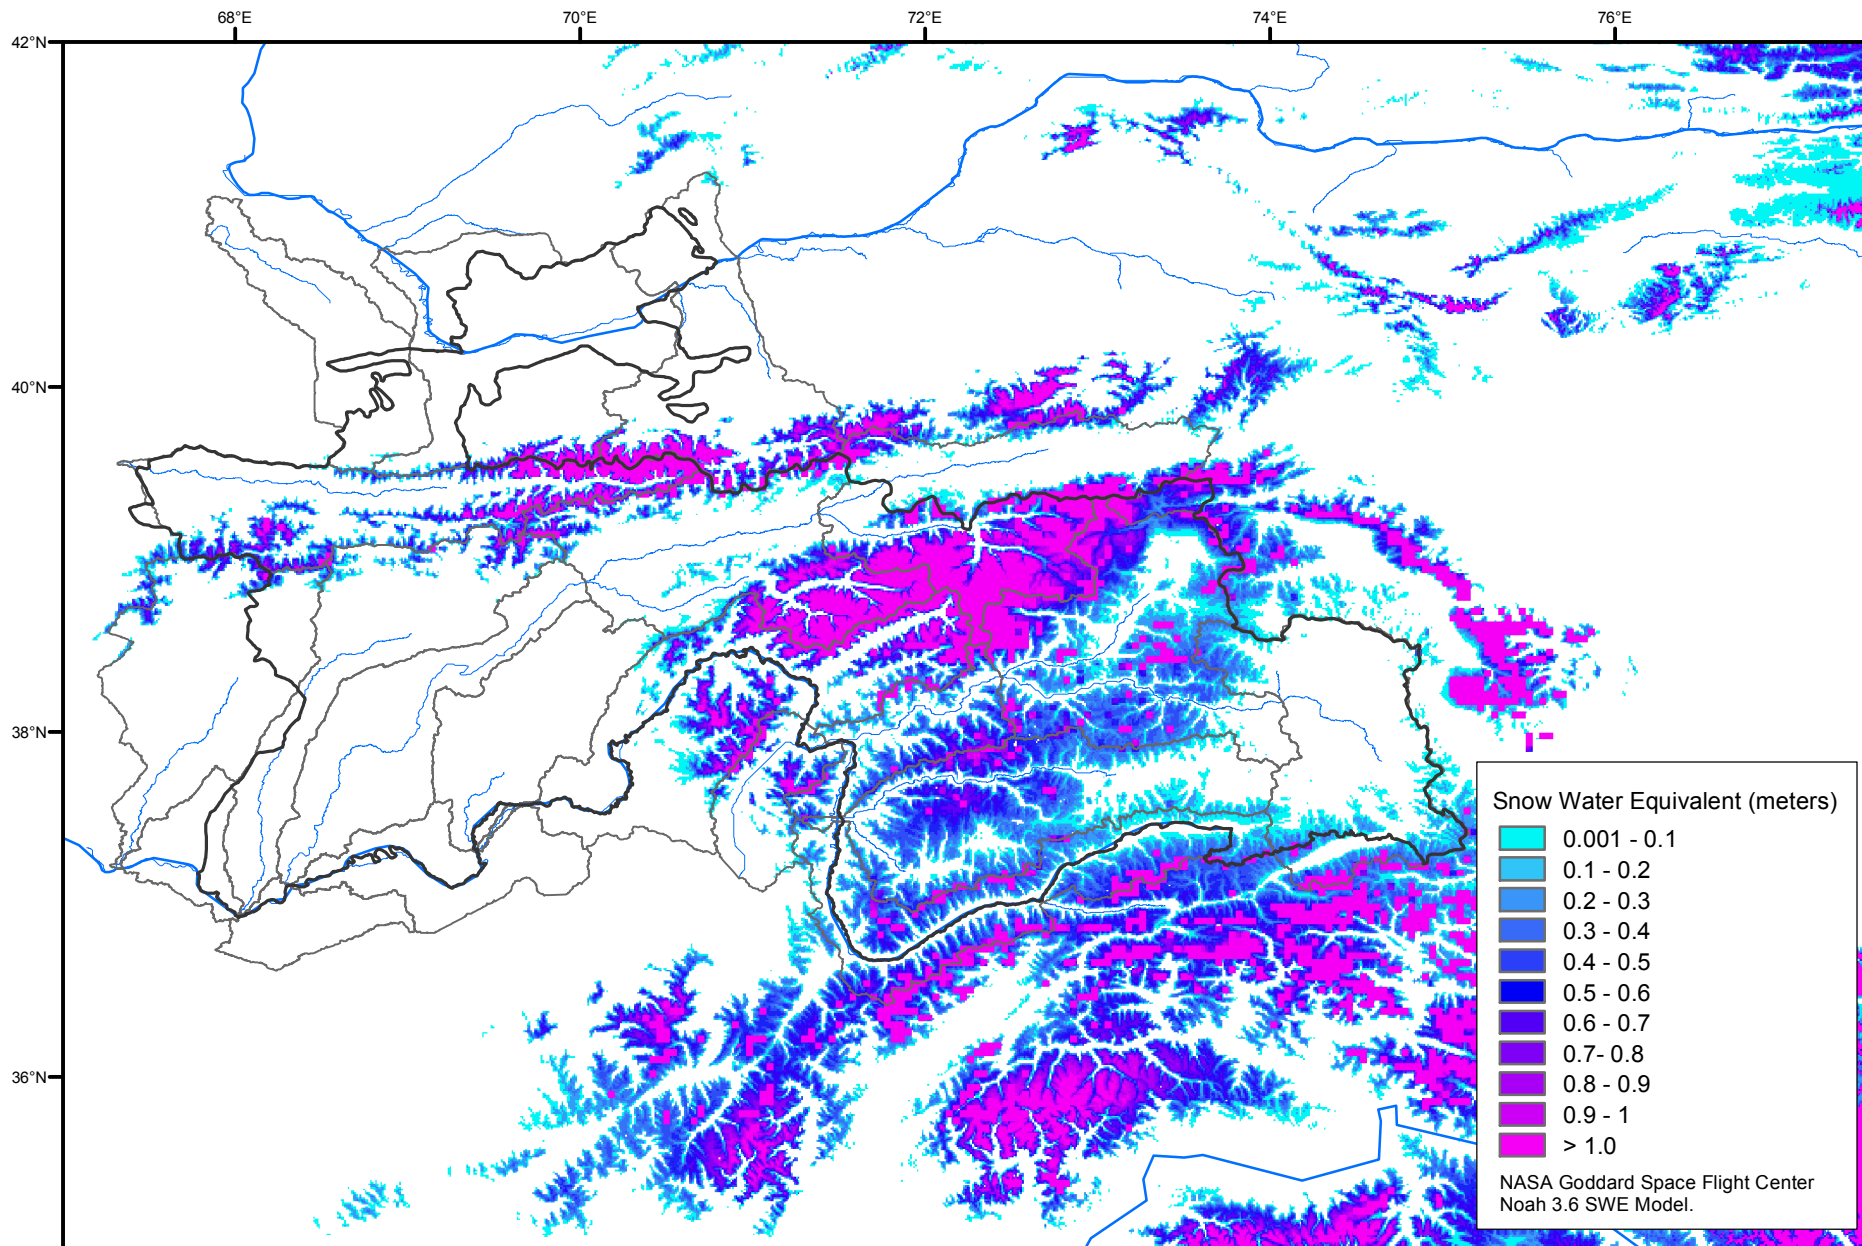 68°E
70°E
72°E
74°E
76°E
42°N
40°N
38°N
36°N
Snow Water Equivalent (meters)
0.001 - 0.1
0.1 - 0.2
0.2 - 0.3
0.3 - 0.4
0.4 - 0.5
0.5 - 0.6
0.6 - 0.7
0.7- 0.8
0.8 - 0.9
0.9 - 1
> 1.0
NASA Goddard Space Flight Center
Noah 3.6 SWE Model.